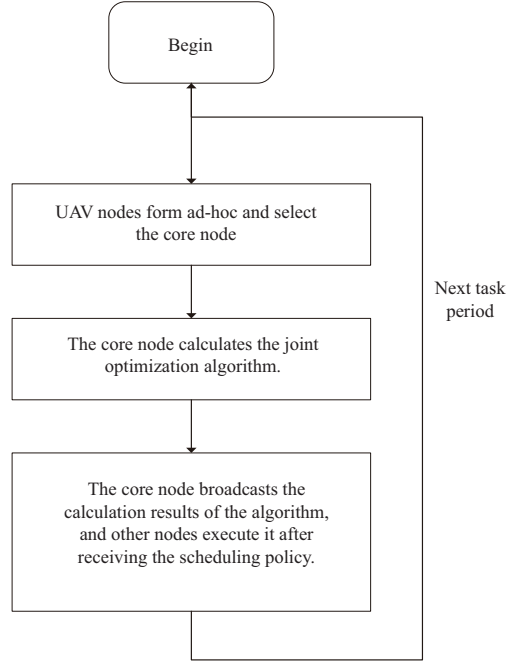 Begin
UAV nodes form ad-hoc and select
the core node
Next task
period
The core node calculates the joint
optimization algorithm.
The core node broadcasts the
calculation results of the algorithm,
and other nodes execute it after
receiving the scheduling policy.